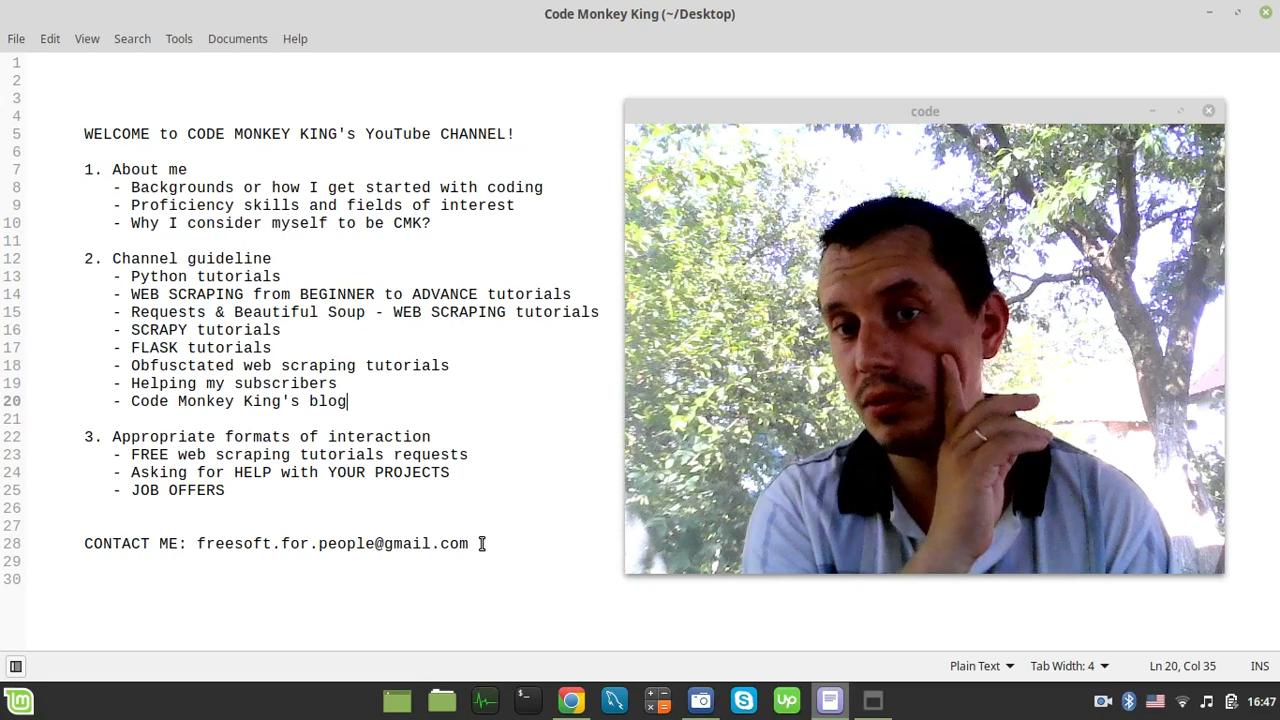 Code Monkey King (~/Desktop)
File Edit View Search Tools Documents Help
1
2
3
4
5 WELCOME to CODE MONKEY KING's YouTube CHANNEL!
6
7 1. About me
8 - Backgrounds or how I get started with coding
9 - Proficiency skills and fields of interest
10 - Why I consider myself to be CMK?
11
12 2. Channel guideline
13 - Python tutorials
14 - WEB SCRAPING from BEGINNER to ADVANCE tutorials
15 - Requests & Beautiful Soup - WEB SCRAPING tutorials
16 - SCRAPY tutorials
17 - FLASK tutorials
18 - Obfusctated web scraping tutorials
19 - Helping my subscribers
20 - Code Monkey King's blog
21
22 3. Appropriate formats of interaction
23 - FREE web scraping tutorials requests
24 - Asking for HELP with YOUR PROJECTS
25 - JOB OFFERS
26
27
28 CONTACT ME: freesoft.for.people@gmail.com
29
30
code
Plain Text Tab Width: 4 Ln 20, Col 35 INS
$_ Up 16:47